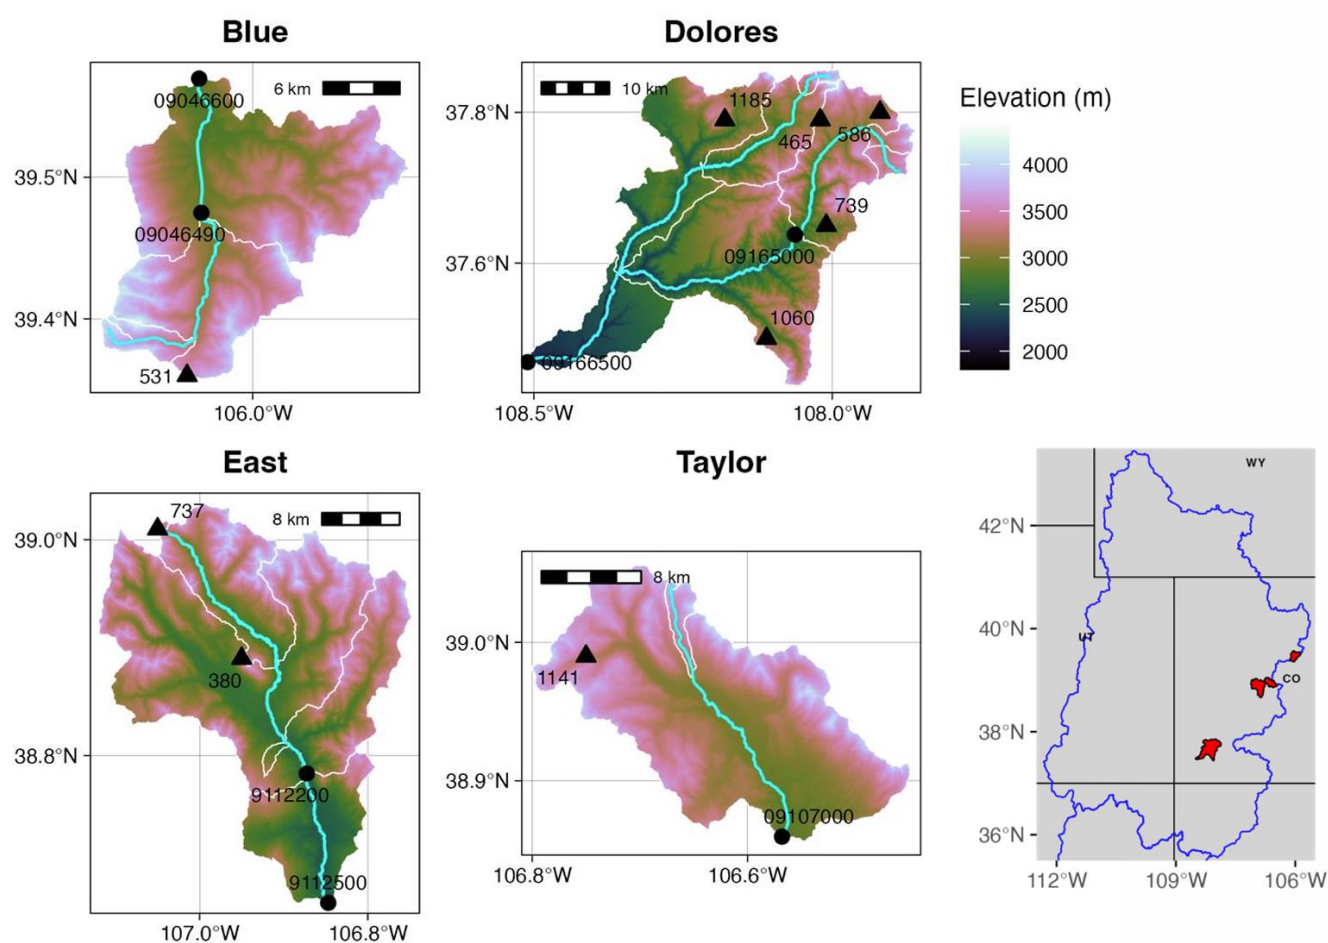 Blue
6 km
09046600
39.5°N
09046490
39.4°N
531
106.0°W
Dolores
10 km
37.8°N
1185
465
586
739
09165000
37.6°N
1060
09166500
108.5°W
108.0°W
Elevation (m)
4000
3500
3000
2500
2000
East
8 km
737
39.0°N
380
38.8°N
9112200
9112500
107.0°W
106.8°W
Taylor
8 km
39.0°N
1141
38.9°N
09107000
106.8°W
106.6°W
WY
42°N
40°N
UT
CO
38°N
36°N
112°W
109°W
106°W